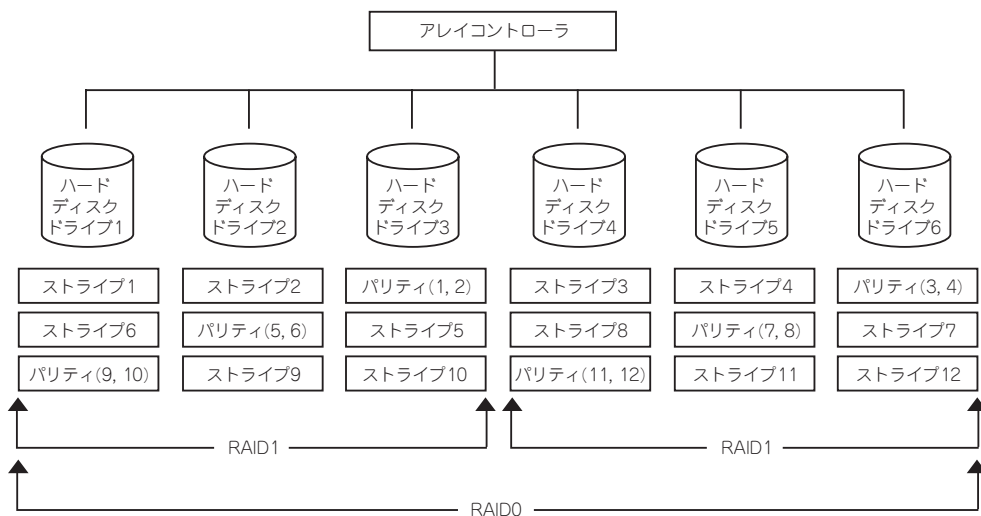 アレイコントローラ
ハード
ディスク
ドライブ1
ハード
ディスク
ドライブ2
ハード
ディスク
ドライブ3
ハード
ディスク
ドライブ4
ハード
ディスク
ドライブ5
ハード
ディスク
ドライブ6
ストライプ1
ストライプ2
パリティ(1, 2)
ストライプ3
ストライプ4
パリティ(3, 4)
ストライプ6
パリティ(5, 6)
ストライプ5
ストライプ8
パリティ(7, 8)
ストライプ7
パリティ(9, 10)
ストライプ9
ストライプ10
パリティ(11, 12)
ストライプ11
ストライプ12
RAID1
RAID1
RAID0